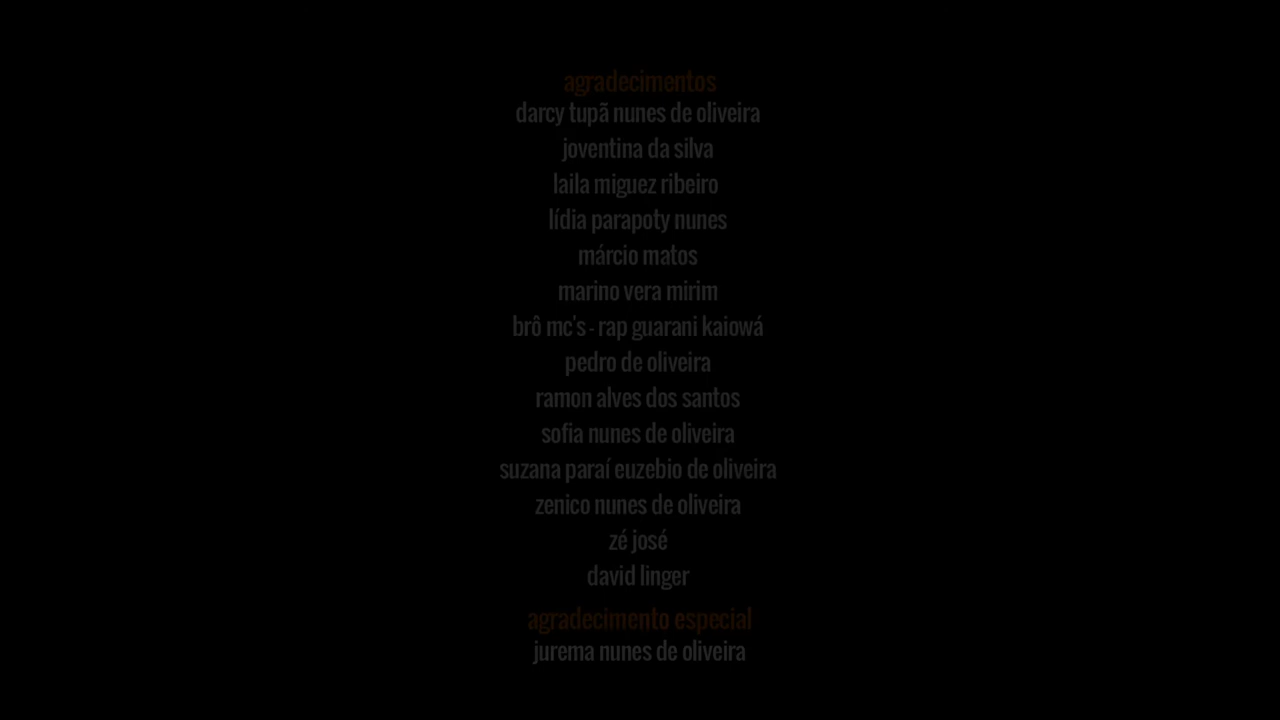 agradecimentos
darcy tupã nunes de oliveira
joventina da silva
laila miguez ribeiro
lídia parapoty nunes
márcio matos
marino vera mirim
brô mc's - rap guarani kaiowá
pedro de oliveira
ramon alves dos santos
sofia nunes de oliveira
suzana paraí euzebio de oliveira
zenico nunes de oliveira
zé josé
david linger
agradecimento especial
jurema nunes de oliveira